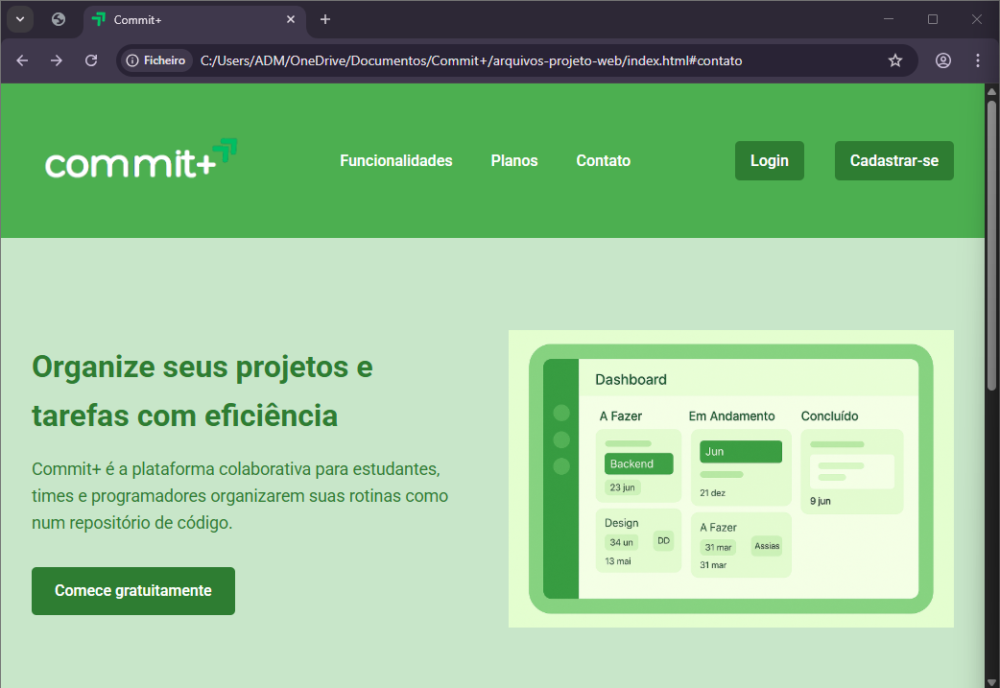 Commit+
Ficheiro
C:/Users/ADM/OneDrive/Documentos/Commit+/arquivos-projeto-web/index.html#contato
commit+
Funcionalidades
Planos
Contato
Login
Cadastrar-se
Organize seus projetos e
tarefas com eficiência
Commit+ é a plataforma colaborativa para estudantes,
times e programadores organizarem suas rotinas como
num repositório de código.
Comece gratuitamente
Dashboard
A Fazer
Backend
23 jun
Design
34 un
DD
13 mai
Em Andamento
Jun
21 dez
A Fazer
31 mar
Assias
31 mar
Concluído
9 jun